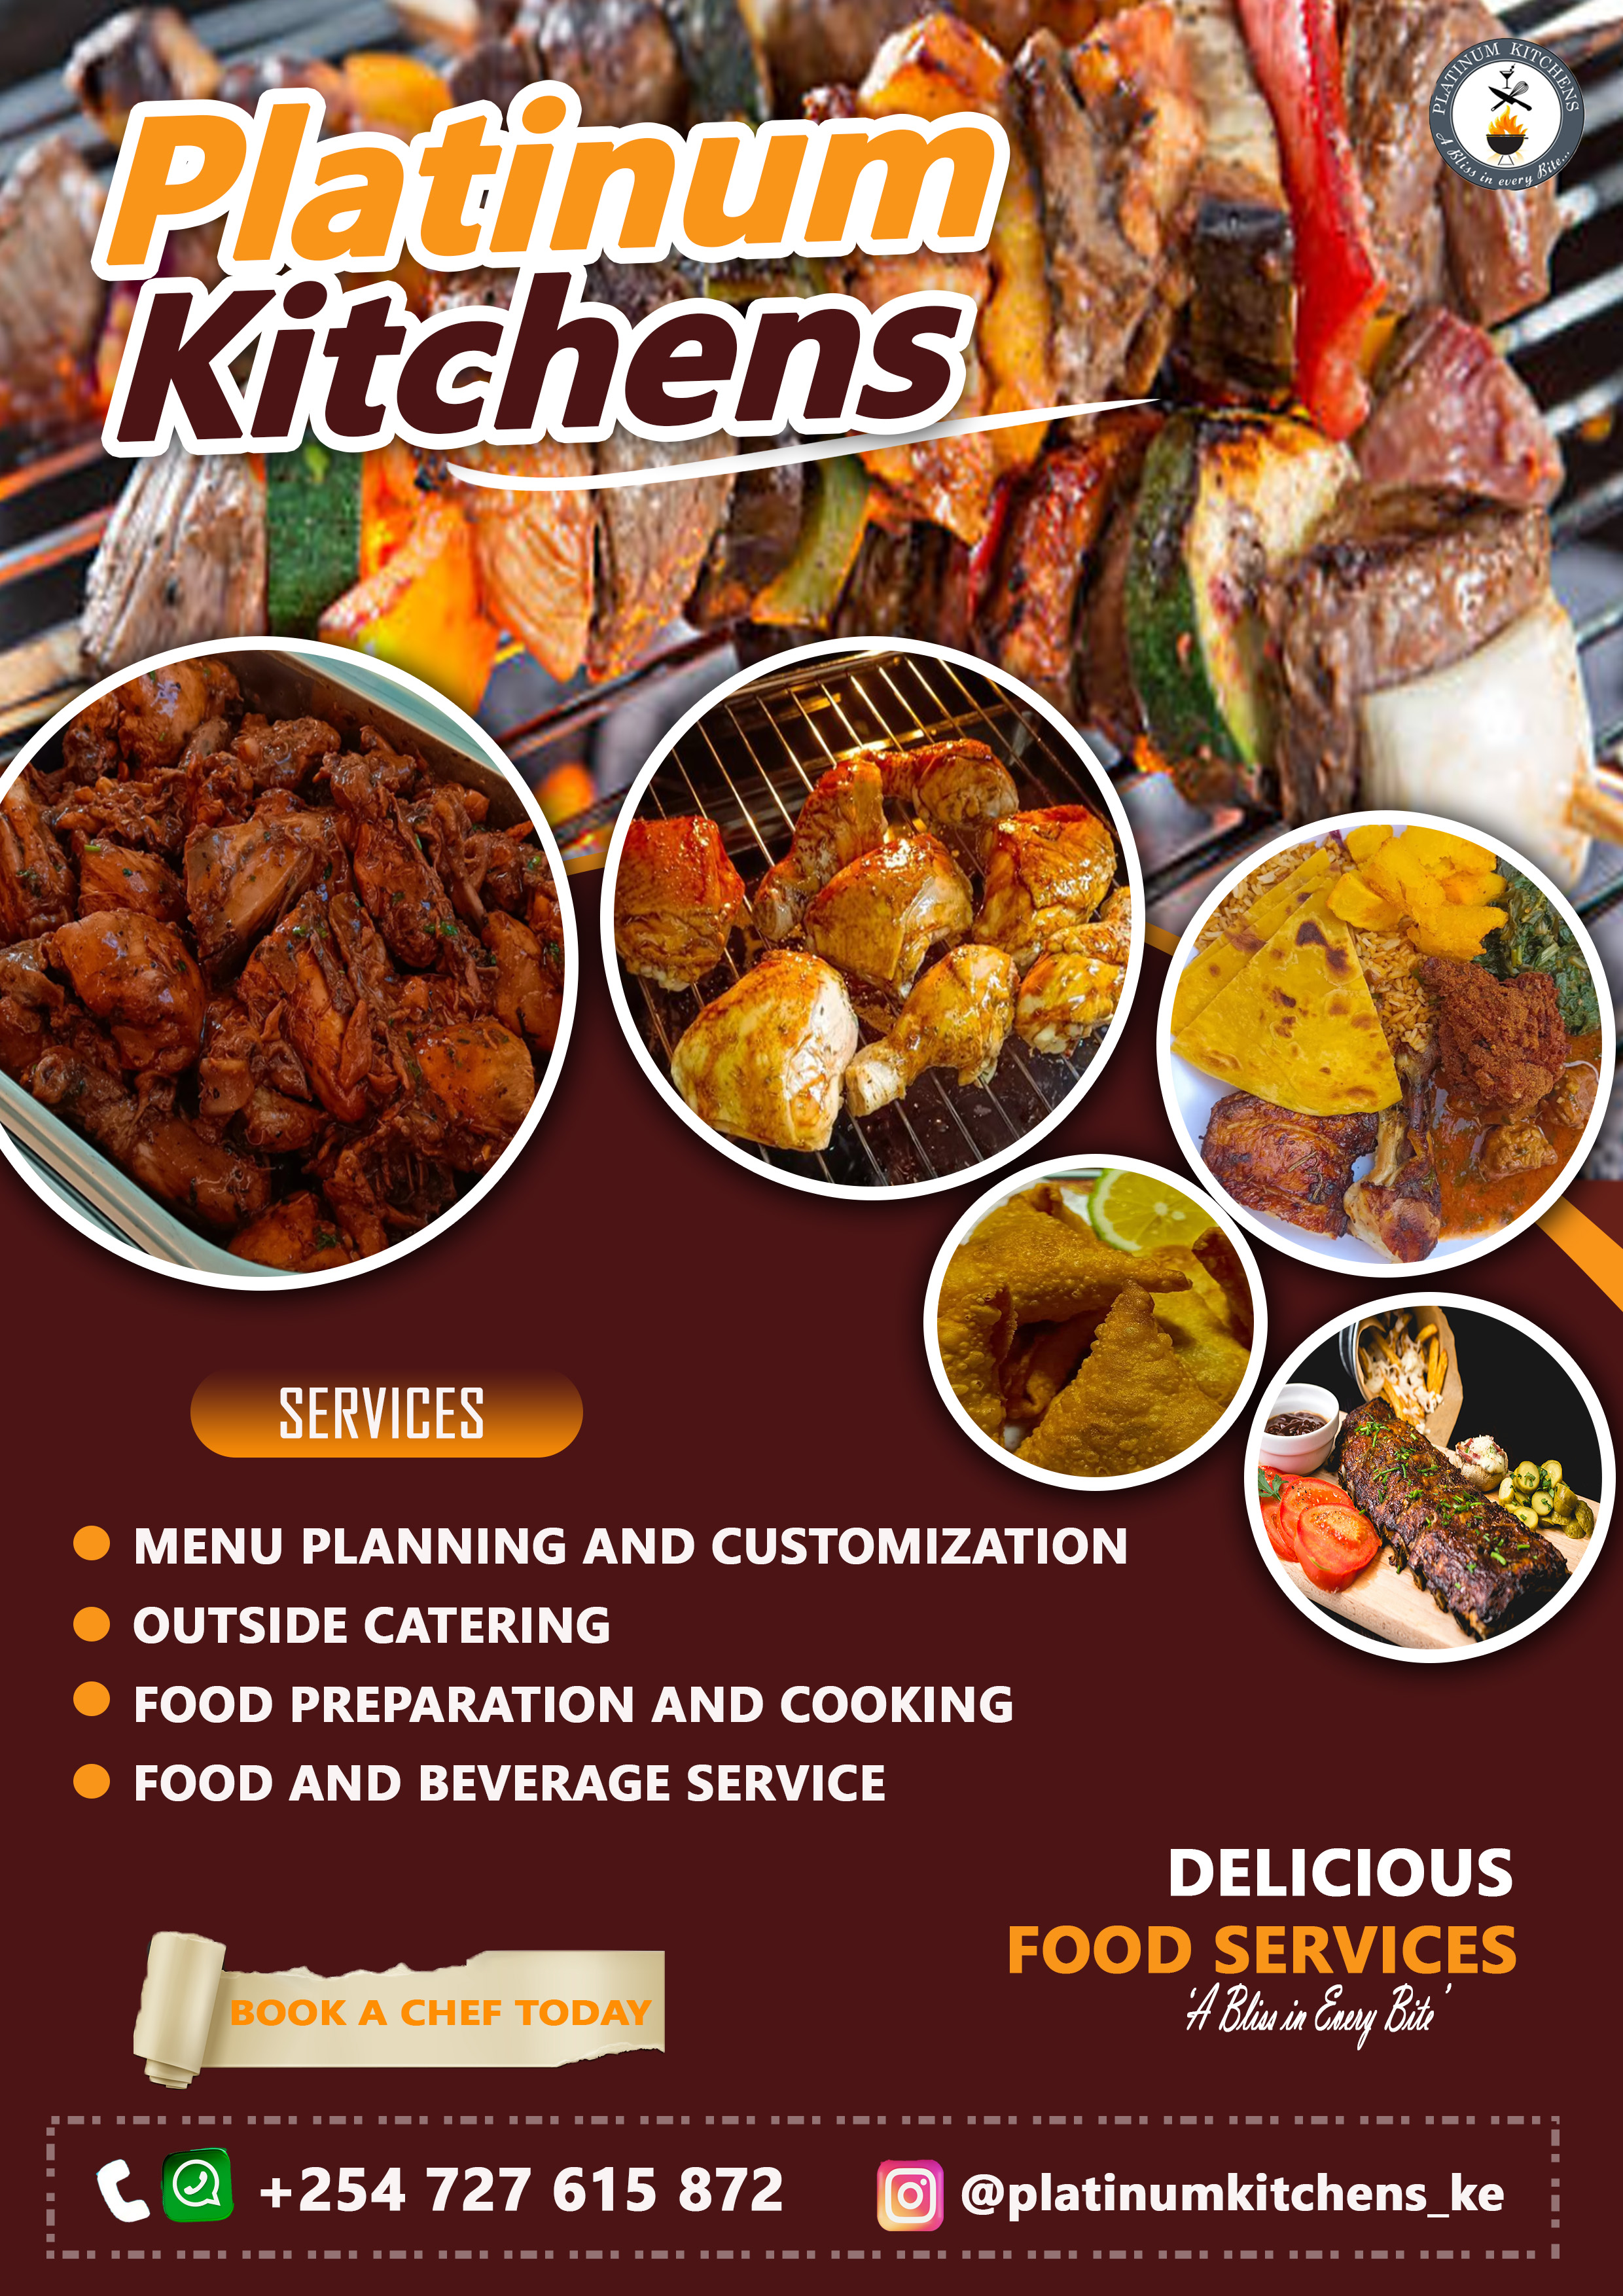 Platinum
Kitchens
PLATINUM KITCHENS
A Bliss in every Bite...
SERVICES
MENU PLANNING AND CUSTOMIZATION
OUTSIDE CATERING
FOOD PREPARATION AND COOKING
FOOD AND BEVERAGE SERVICE
DELICIOUS
FOOD SERVICES
'A Bliss in Every Bite'
BOOK A CHEF TODAY
+254 727 615 872
@platinumkitchens_ke